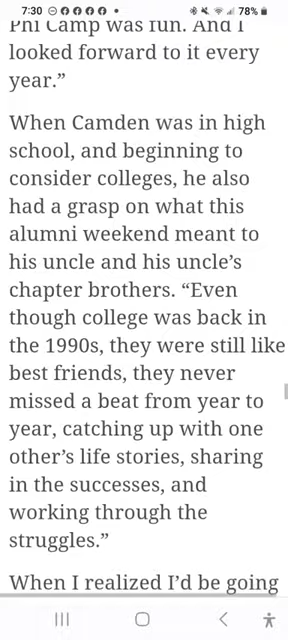 7:30
78%
Phi Camp was fun. And I
looked forward to it every
year.”
When Camden was in high
school, and beginning to
consider colleges, he also
had a grasp on what this
alumni weekend meant to
his uncle and his uncle’s
chapter brothers. “Even
though college was back in
the 1990s, they were still like
best friends, they never
missed a beat from year to
year, catching up with one
other’s life stories, sharing
in the successes, and
working through the
struggles.”
When I realized I’d be going